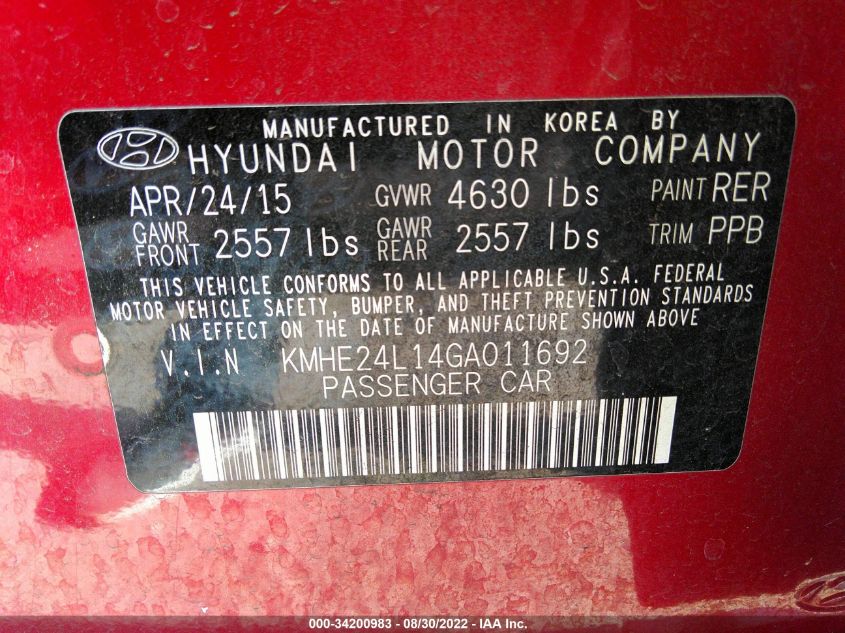 MANUFACTURED IN KOREA BY
HYUNDAI MOTOR COMPANY
APR/24/15 GVWR 4630 lbs PAINT RER
GAWR FRONT 2557 lbs GAWR REAR 2557 lbs TRIM PPB
THIS VEHICLE CONFORMS TO ALL APPLICABLE U.S.A. FEDERAL
MOTOR VEHICLE SAFETY, BUMPER, AND THEFT PREVENTION STANDARDS
IN EFFECT ON THE DATE OF MANUFACTURE SHOWN ABOVE
V.I.N KMHE24L14GA011692
PASSENGER CAR
000-34200983 - 08/30/2022 - IAA Inc.